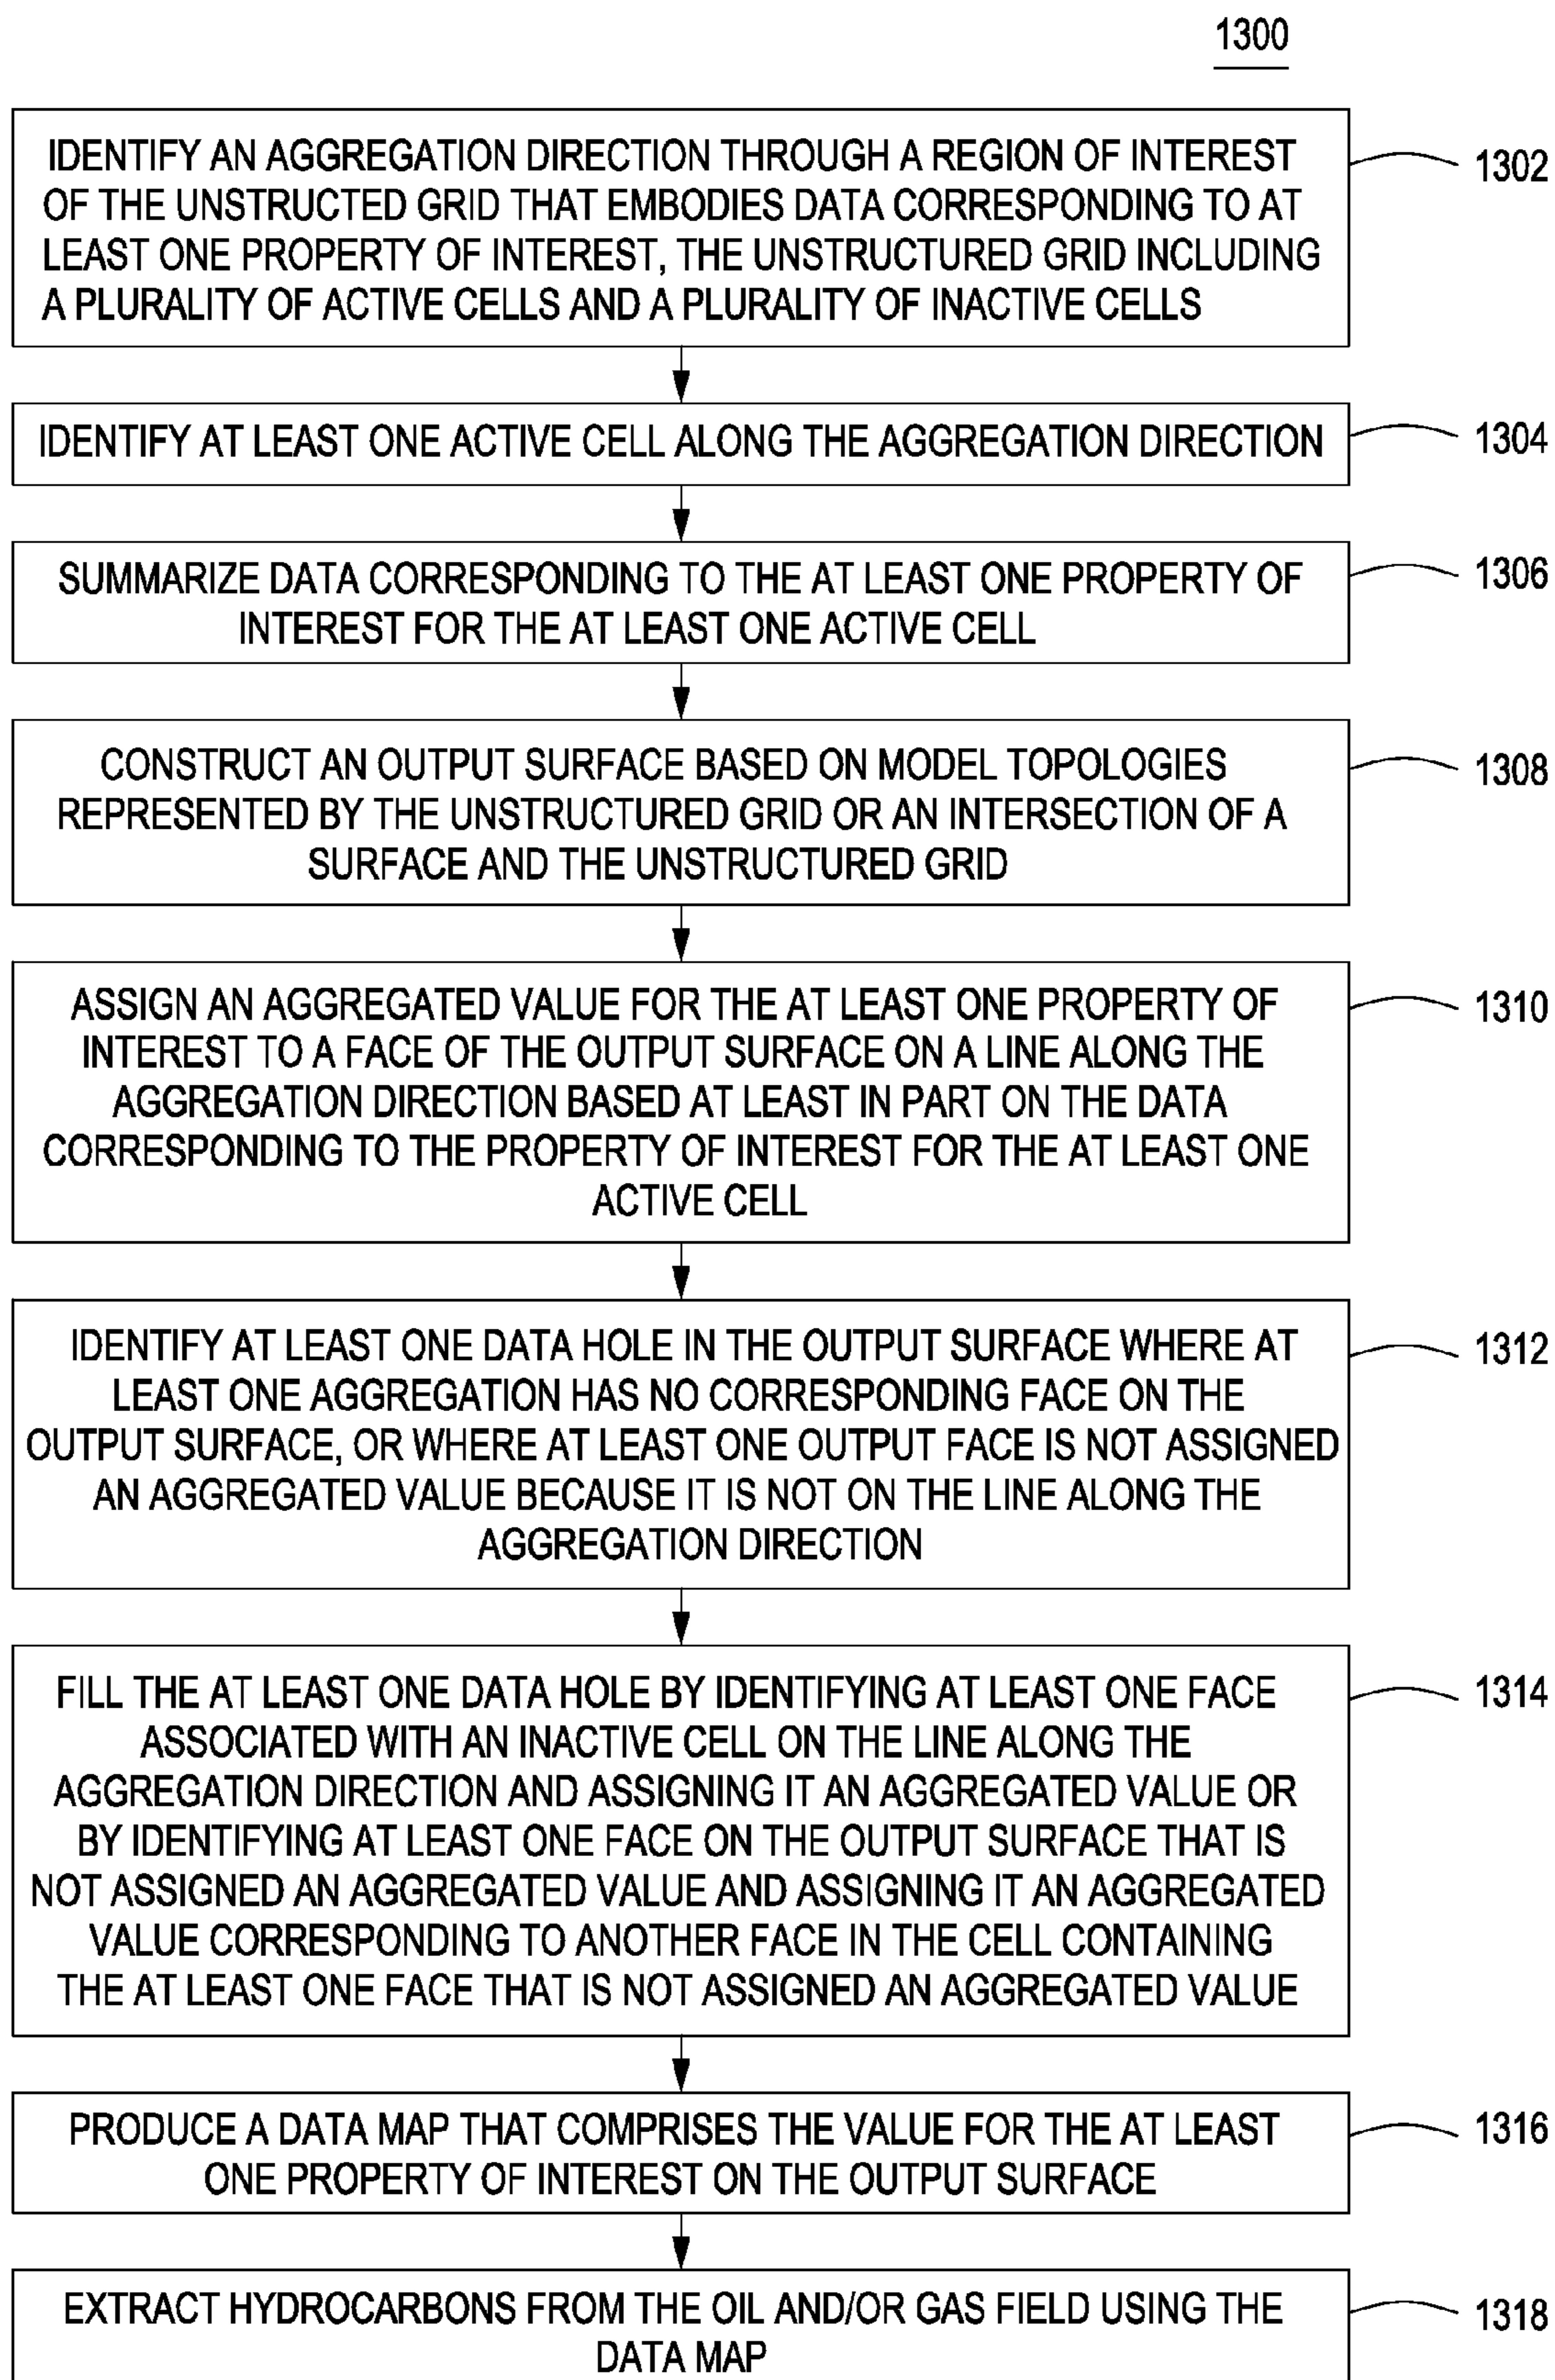 1300
IDENTIFY AN AGGREGATION DIRECTION THROUGH A REGION OF INTEREST
OF THE UNSTRUCTED GRID THAT EMBODIES DATA CORRESPONDING TO AT
LEAST ONE PROPERTY OF INTEREST, THE UNSTRUCTURED GRID INCLUDING
A PLURALITY OF ACTIVE CELLS AND A PLURALITY OF INACTIVE CELLS
1302
IDENTIFY AT LEAST ONE ACTIVE CELL ALONG THE AGGREGATION DIRECTION
1304
SUMMARIZE DATA CORRESPONDING TO THE AT LEAST ONE PROPERTY OF
INTEREST FOR THE AT LEAST ONE ACTIVE CELL
1306
CONSTRUCT AN OUTPUT SURFACE BASED ON MODEL TOPOLOGIES
REPRESENTED BY THE UNSTRUCTURED GRID OR AN INTERSECTION OF A
SURFACE AND THE UNSTRUCTURED GRID
1308
ASSIGN AN AGGREGATED VALUE FOR THE AT LEAST ONE PROPERTY OF
INTEREST TO A FACE OF THE OUTPUT SURFACE ON A LINE ALONG THE
AGGREGATION DIRECTION BASED AT LEAST IN PART ON THE DATA
CORRESPONDING TO THE PROPERTY OF INTEREST FOR THE AT LEAST ONE
ACTIVE CELL
1310
IDENTIFY AT LEAST ONE DATA HOLE IN THE OUTPUT SURFACE WHERE AT
LEAST ONE AGGREGATION HAS NO CORRESPONDING FACE ON THE
OUTPUT SURFACE, OR WHERE AT LEAST ONE OUTPUT FACE IS NOT ASSIGNED
AN AGGREGATED VALUE BECAUSE IT IS NOT ON THE LINE ALONG THE
AGGREGATION DIRECTION
1312
FILL THE AT LEAST ONE DATA HOLE BY IDENTIFYING AT LEAST ONE FACE
ASSOCIATED WITH AN INACTIVE CELL ON THE LINE ALONG THE
AGGREGATION DIRECTION AND ASSIGNING IT AN AGGREGATED VALUE OR
BY IDENTIFYING AT LEAST ONE FACE ON THE OUTPUT SURFACE THAT IS
NOT ASSIGNED AN AGGREGATED VALUE AND ASSIGNING IT AN AGGREGATED
VALUE CORRESPONDING TO ANOTHER FACE IN THE CELL CONTAINING
THE AT LEAST ONE FACE THAT IS NOT ASSIGNED AN AGGREGATED VALUE
1314
PRODUCE A DATA MAP THAT COMPRISES THE VALUE FOR THE AT LEAST
ONE PROPERTY OF INTEREST ON THE OUTPUT SURFACE
1316
EXTRACT HYDROCARBONS FROM THE OIL AND/OR GAS FIELD USING THE
DATA MAP
1318